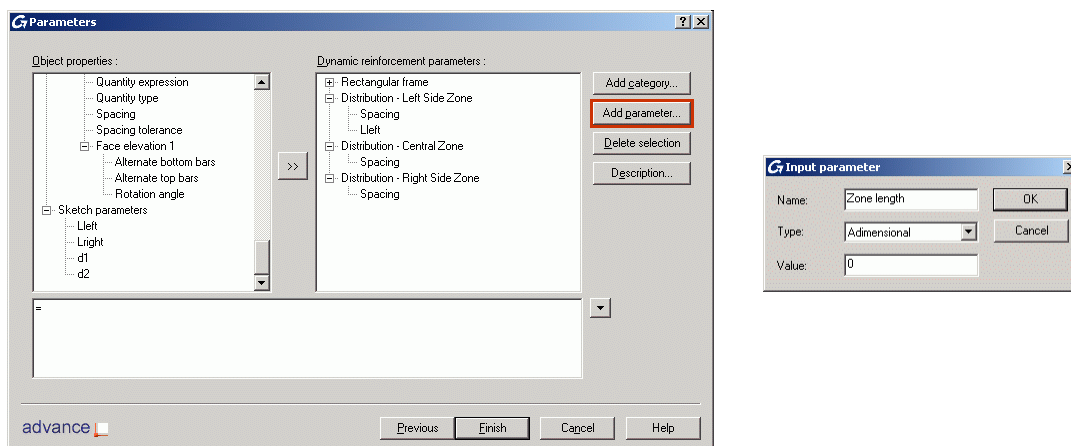 Parameters
Object properties :
Quantity expression
Quantity type
Spacing
Spacing tolerance
Face elevation 1
Alternate bottom bars
Alternate top bars
Rotation angle
Sketch parameters
Lleft
Lright
d1
d2
>>
Dynamic reinforcement parameters :
Rectangular frame
Distribution - Left Side Zone
Spacing
Lleft
Distribution - Central Zone
Spacing
Distribution - Right Side Zone
Spacing
Add category...
Add parameter...
Delete selection
Description...
=
advance
Previous
Finish
Cancel
Help
Input parameter
Name: Zone length OK
Type: Adimensional Cancel
Value: 0